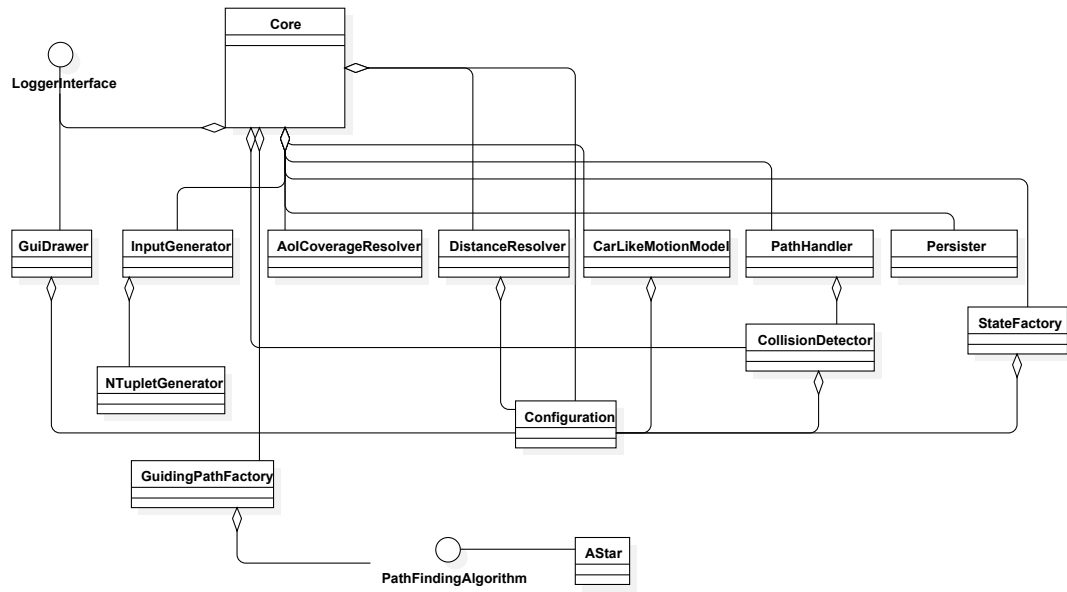 Core
LoggerInterface
GuiDrawer
InputGenerator
AoICoverageResolver
DistanceResolver
CarLikeMotionModel
PathHandler
Persister
StateFactory
CollisionDetector
NTupletGenerator
Configuration
GuidingPathFactory
AStar
PathFindingAlgorithm